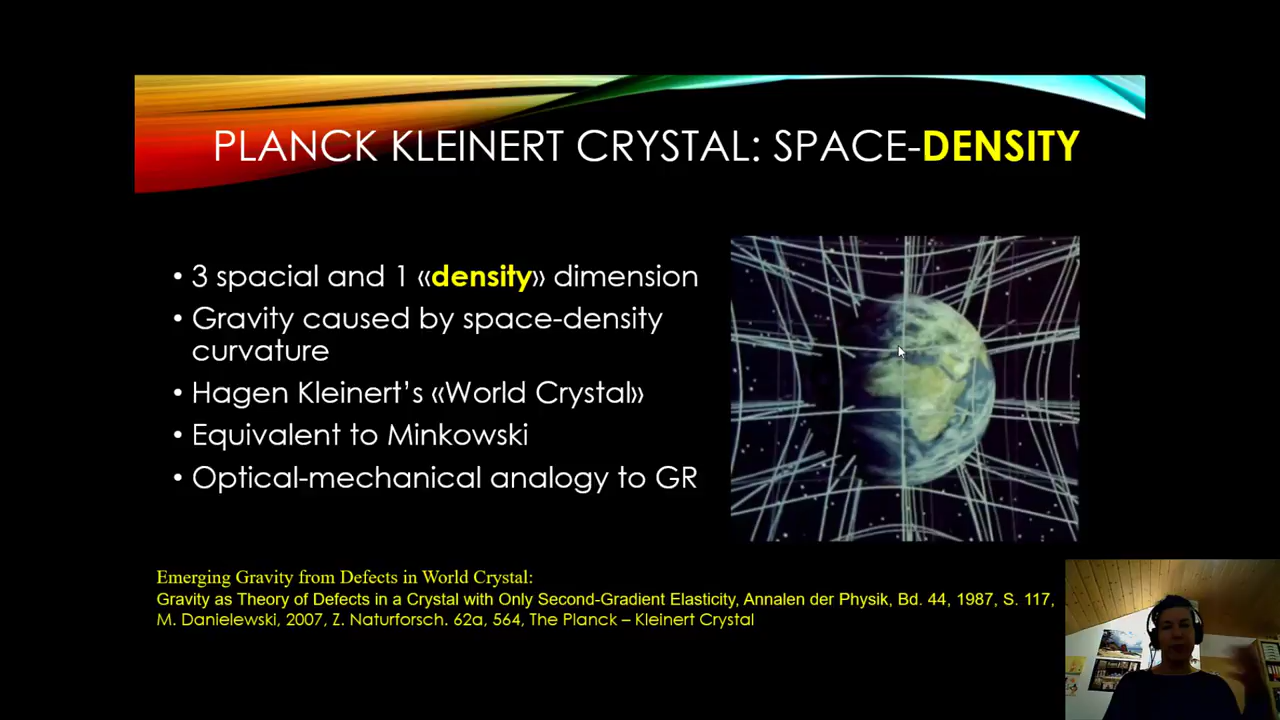 PLANCK KLEINERT CRYSTAL: SPACE-DENSITY
• 3 spacial and 1 «density» dimension
• Gravity caused by space-density
curvature
• Hagen Kleinert’s «World Crystal»
• Equivalent to Minkowski
• Optical-mechanical analogy to GR
Emerging Gravity from Defects in World Crystal:
Gravity as Theory of Defects in a Crystal with Only Second-Gradient Elasticity, Annalen der Physik, Bd. 44, 1987, S. 117,
M. Danielewski, 2007, Z. Naturforsch. 62a, 564, The Planck – Kleinert Crystal